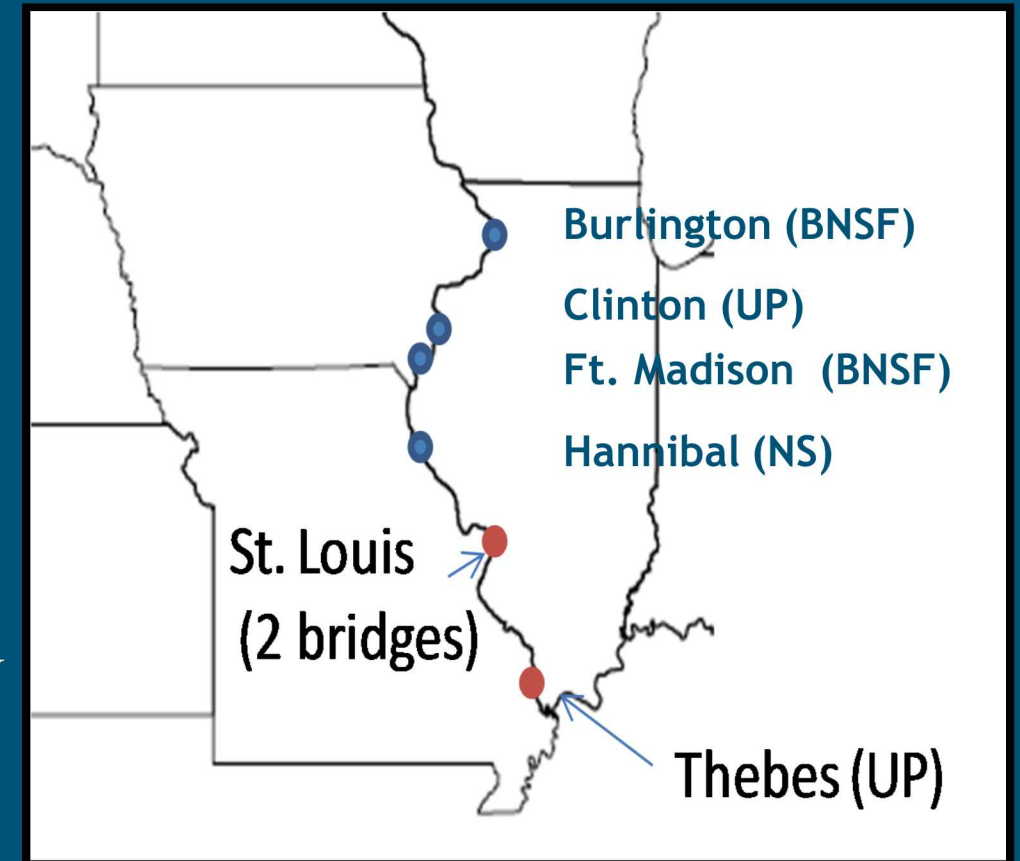 Burlington (BNSF)
Clinton (UP)
Ft. Madison (BNSF)
Hannibal (NS)
St. Louis
(2 bridges)
Thebes (UP)